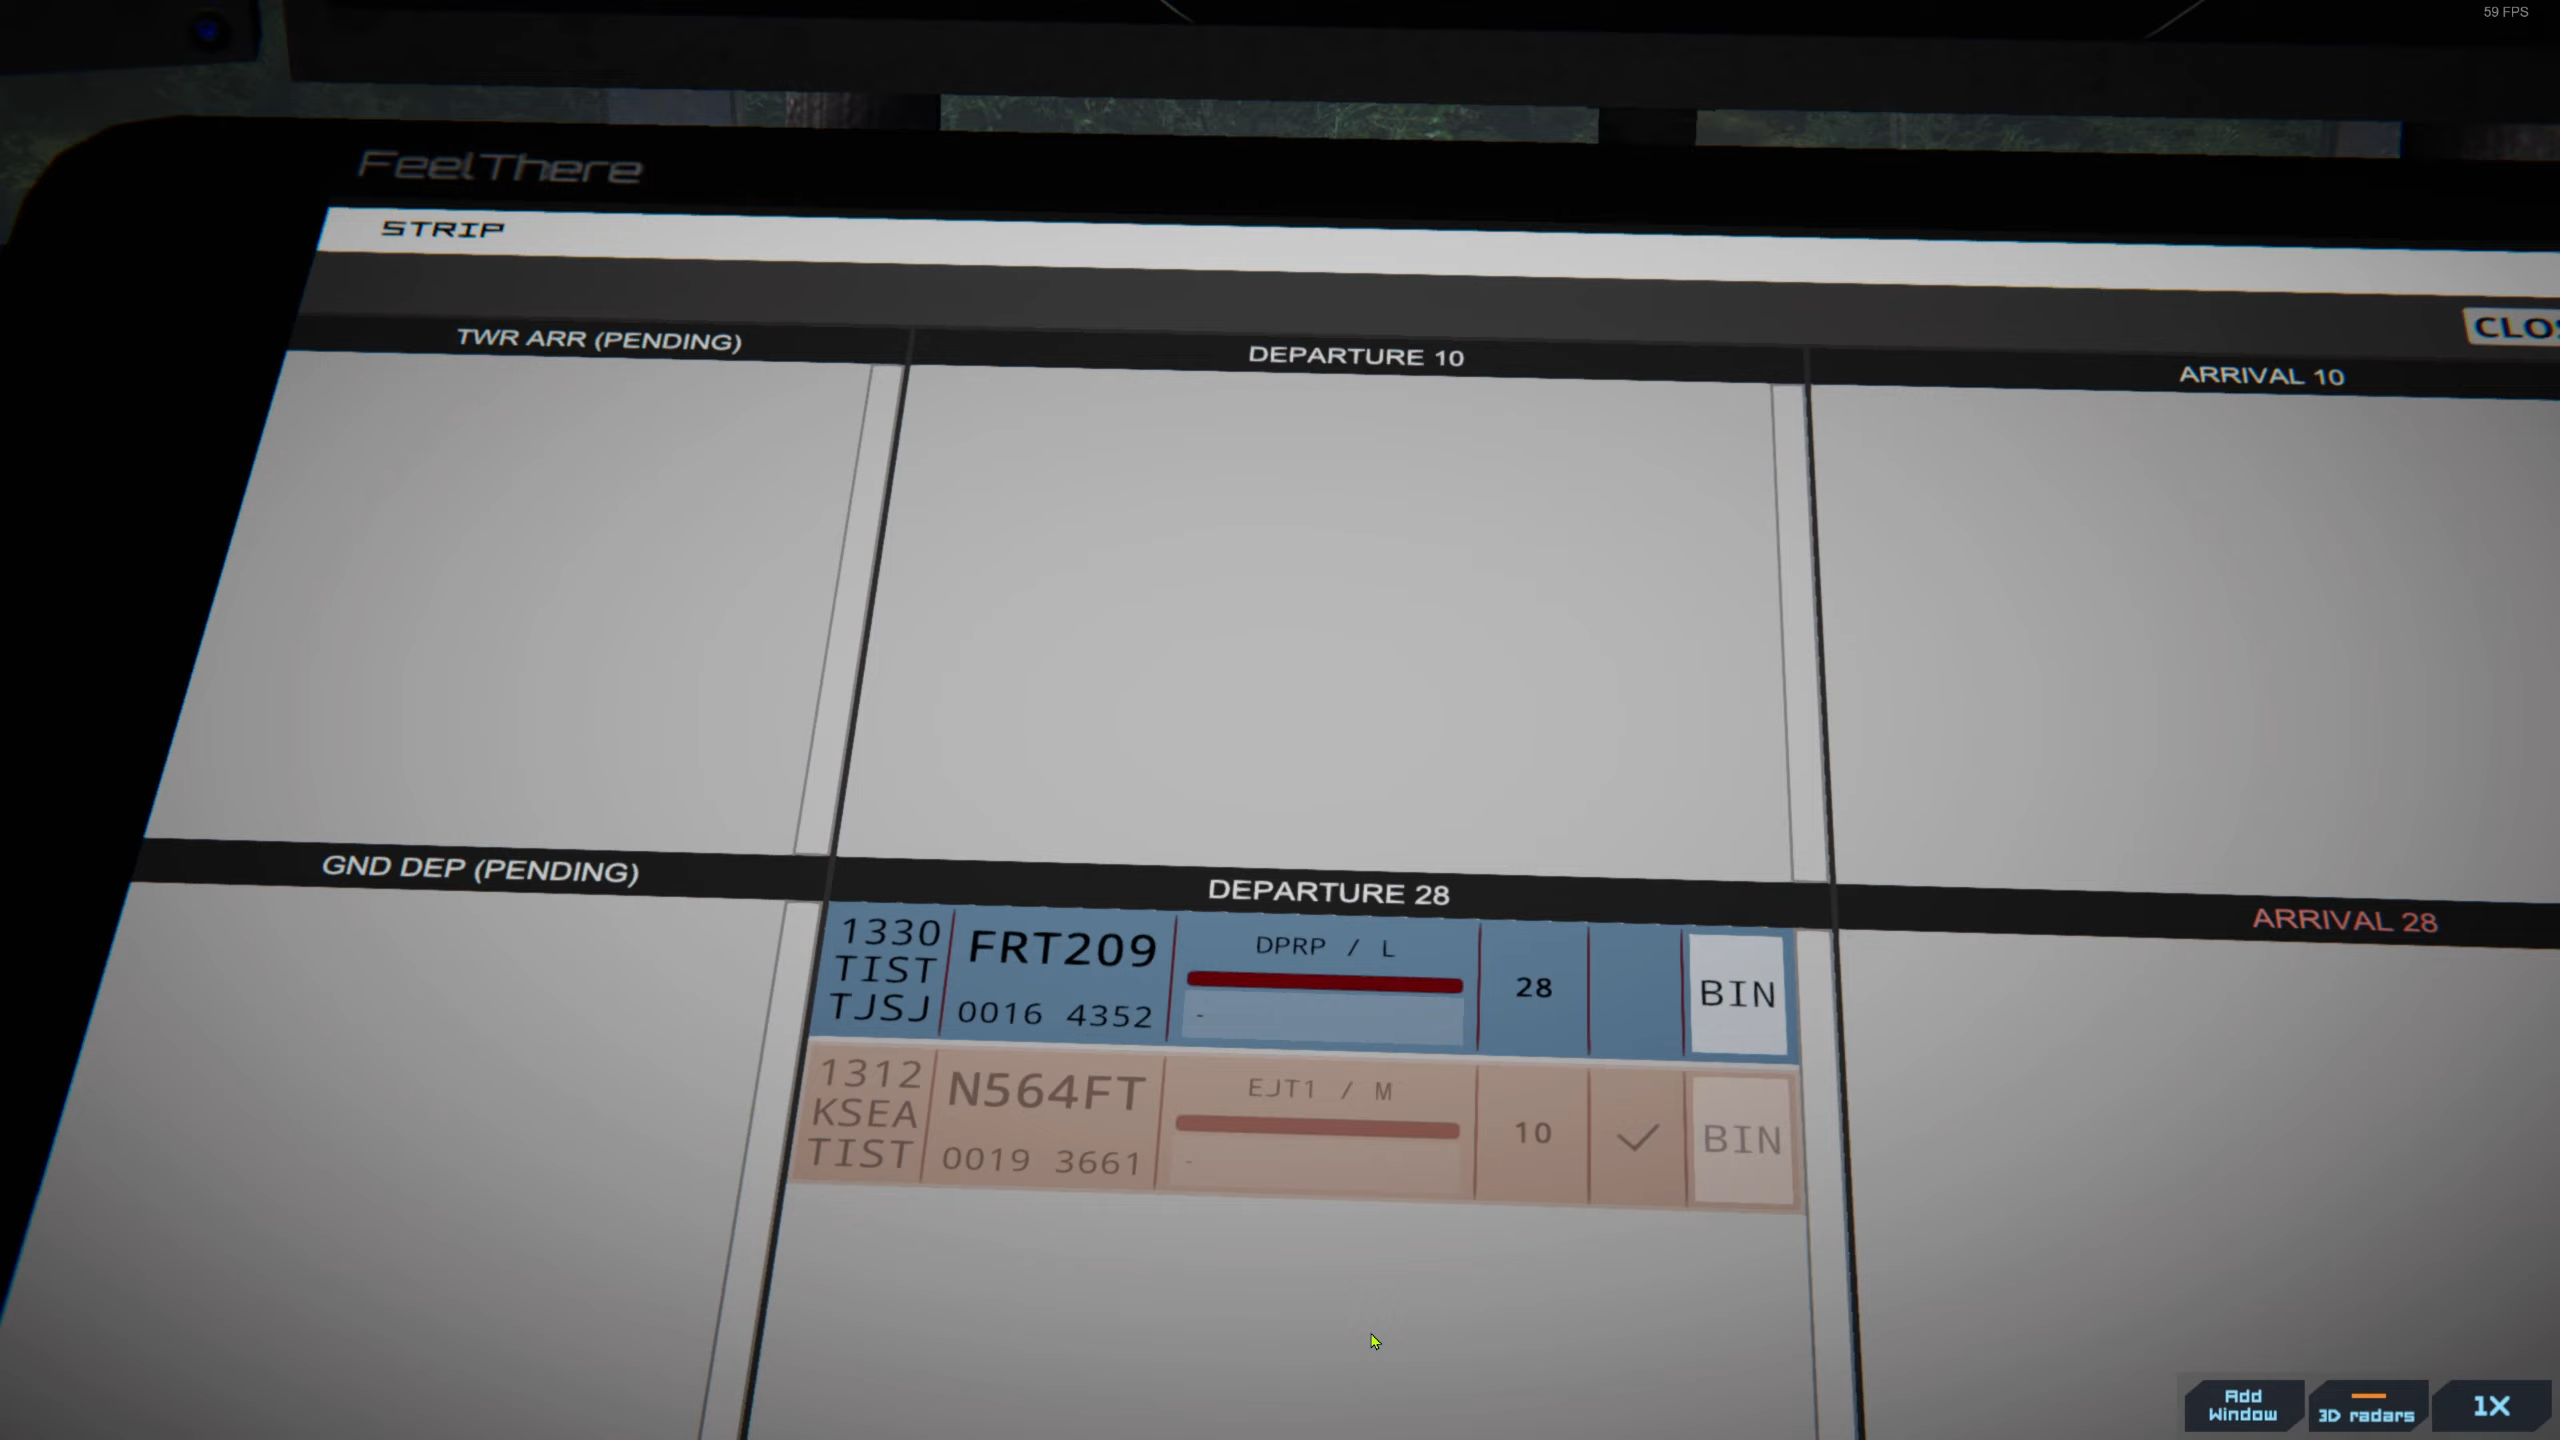 59 FPS
FeelThere
STRIP
TWR ARR (PENDING)
DEPARTURE 10
ARRIVAL 10
GND DEP (PENDING)
DEPARTURE 28
ARRIVAL 28
1330
TIST
TJSJ
FRT209
0016 4352
DPRP / L
-
28
BIN
1312
KSEA
TIST
N564FT
0019 3661
EJT1 / M
-
10
BIN
Add
Window
3D radars
1X